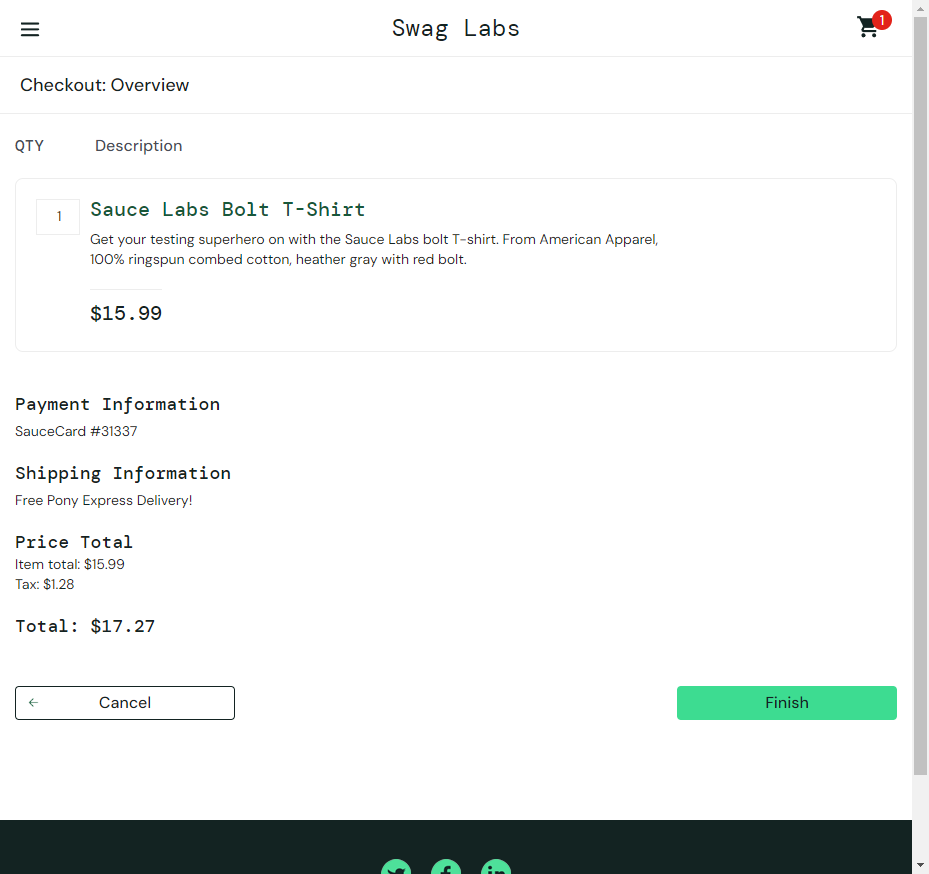 Swag Labs
1
Checkout: Overview
QTY Description
1
Sauce Labs Bolt T-Shirt
Get your testing superhero on with the Sauce Labs bolt T-shirt. From American Apparel,
100% ringspun combed cotton, heather gray with red bolt.
$15.99
Payment Information
SauceCard #31337
Shipping Information
Free Pony Express Delivery!
Price Total
Item total: $15.99
Tax: $1.28
Total: $17.27
Cancel
Finish